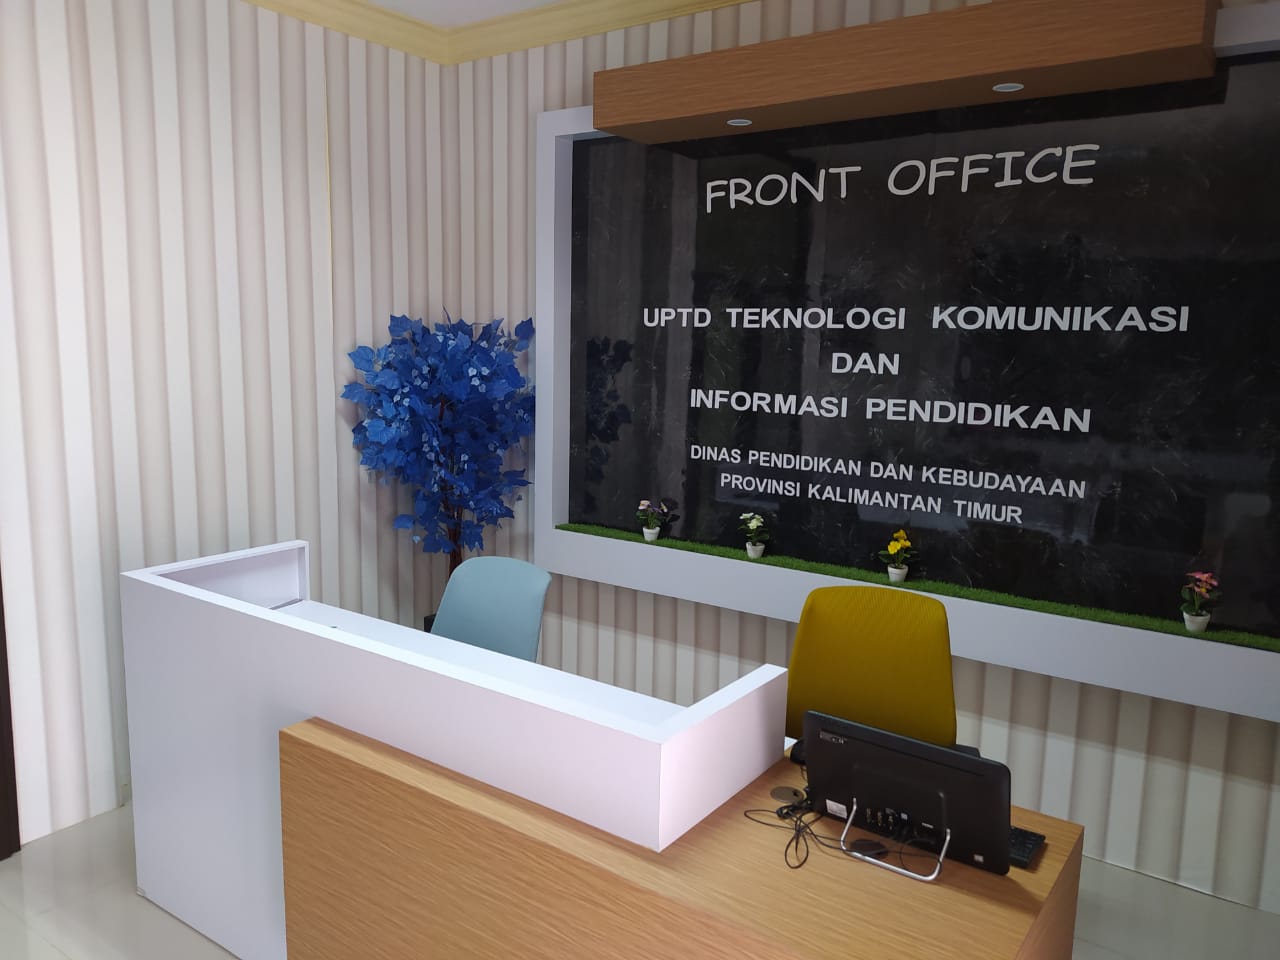 FRONT OFFICE
UPTD TEKNOLOGI KOMUNIKASI
DAN
INFORMASI PENDIDIKAN
DINAS PENDIDIKAN DAN KEBUDAYAAN
PROVINSI KALIMANTAN TIMUR